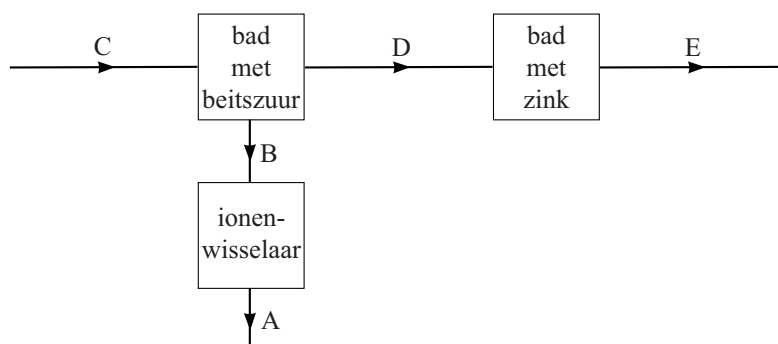 C
bad
met
beitszuur
D
bad
met
zink
E
B
ionen-
wisselaar
A